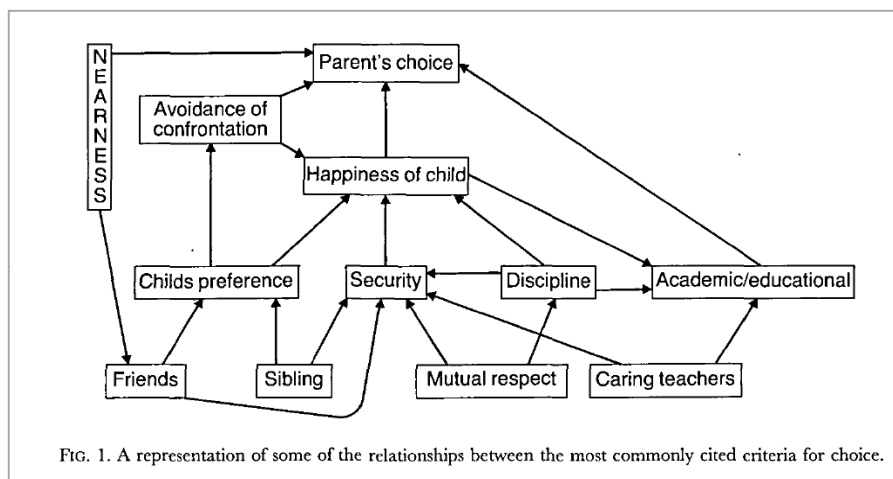 NEARNESS
Parent's choice
Avoidance of
confrontation
Happiness of child
Childs preference
Security
Discipline
Academic/educational
Friends
Sibling
Mutual respect
Caring teachers
FIG. 1. A representation of some of the relationships between the most commonly cited criteria for choice.